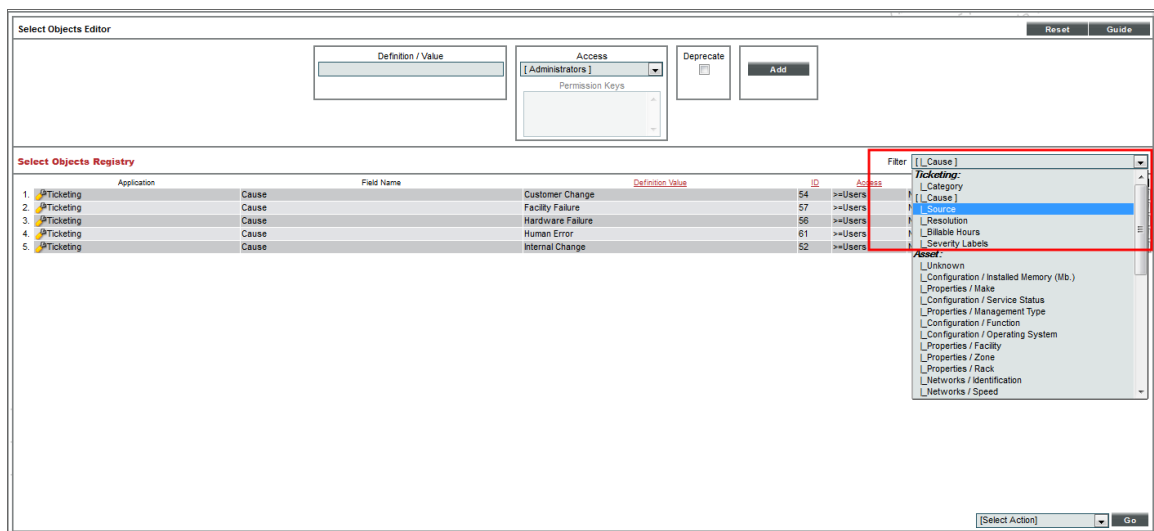 Select Objects Editor
Reset Guide
Definition / Value
Access
[ Administrators ]
Permission Keys
Deprecate
Add
Select Objects Registry
Filter [ |_Cause ]
Application Field Name Definition Value ID Access
1. Ticketing Cause Customer Change 54 >=Users
2. Ticketing Cause Facility Failure 57 >=Users
3. Ticketing Cause Hardware Failure 56 >=Users
4. Ticketing Cause Human Error 61 >=Users
5. Ticketing Cause Internal Change 52 >=Users
Ticketing:
|_Category
[ |_Cause ]
|_Source
|_Resolution
|_Billable Hours
|_Severity Labels
Asset:
|_Unknown
|_Configuration / Installed Memory (Mb.)
|_Properties / Make
|_Configuration / Service Status
|_Properties / Management Type
|_Configuration / Function
|_Configuration / Operating System
|_Properties / Facility
|_Properties / Zone
|_Properties / Rack
|_Networks / Identification
|_Networks / Speed
[Select Action] Go